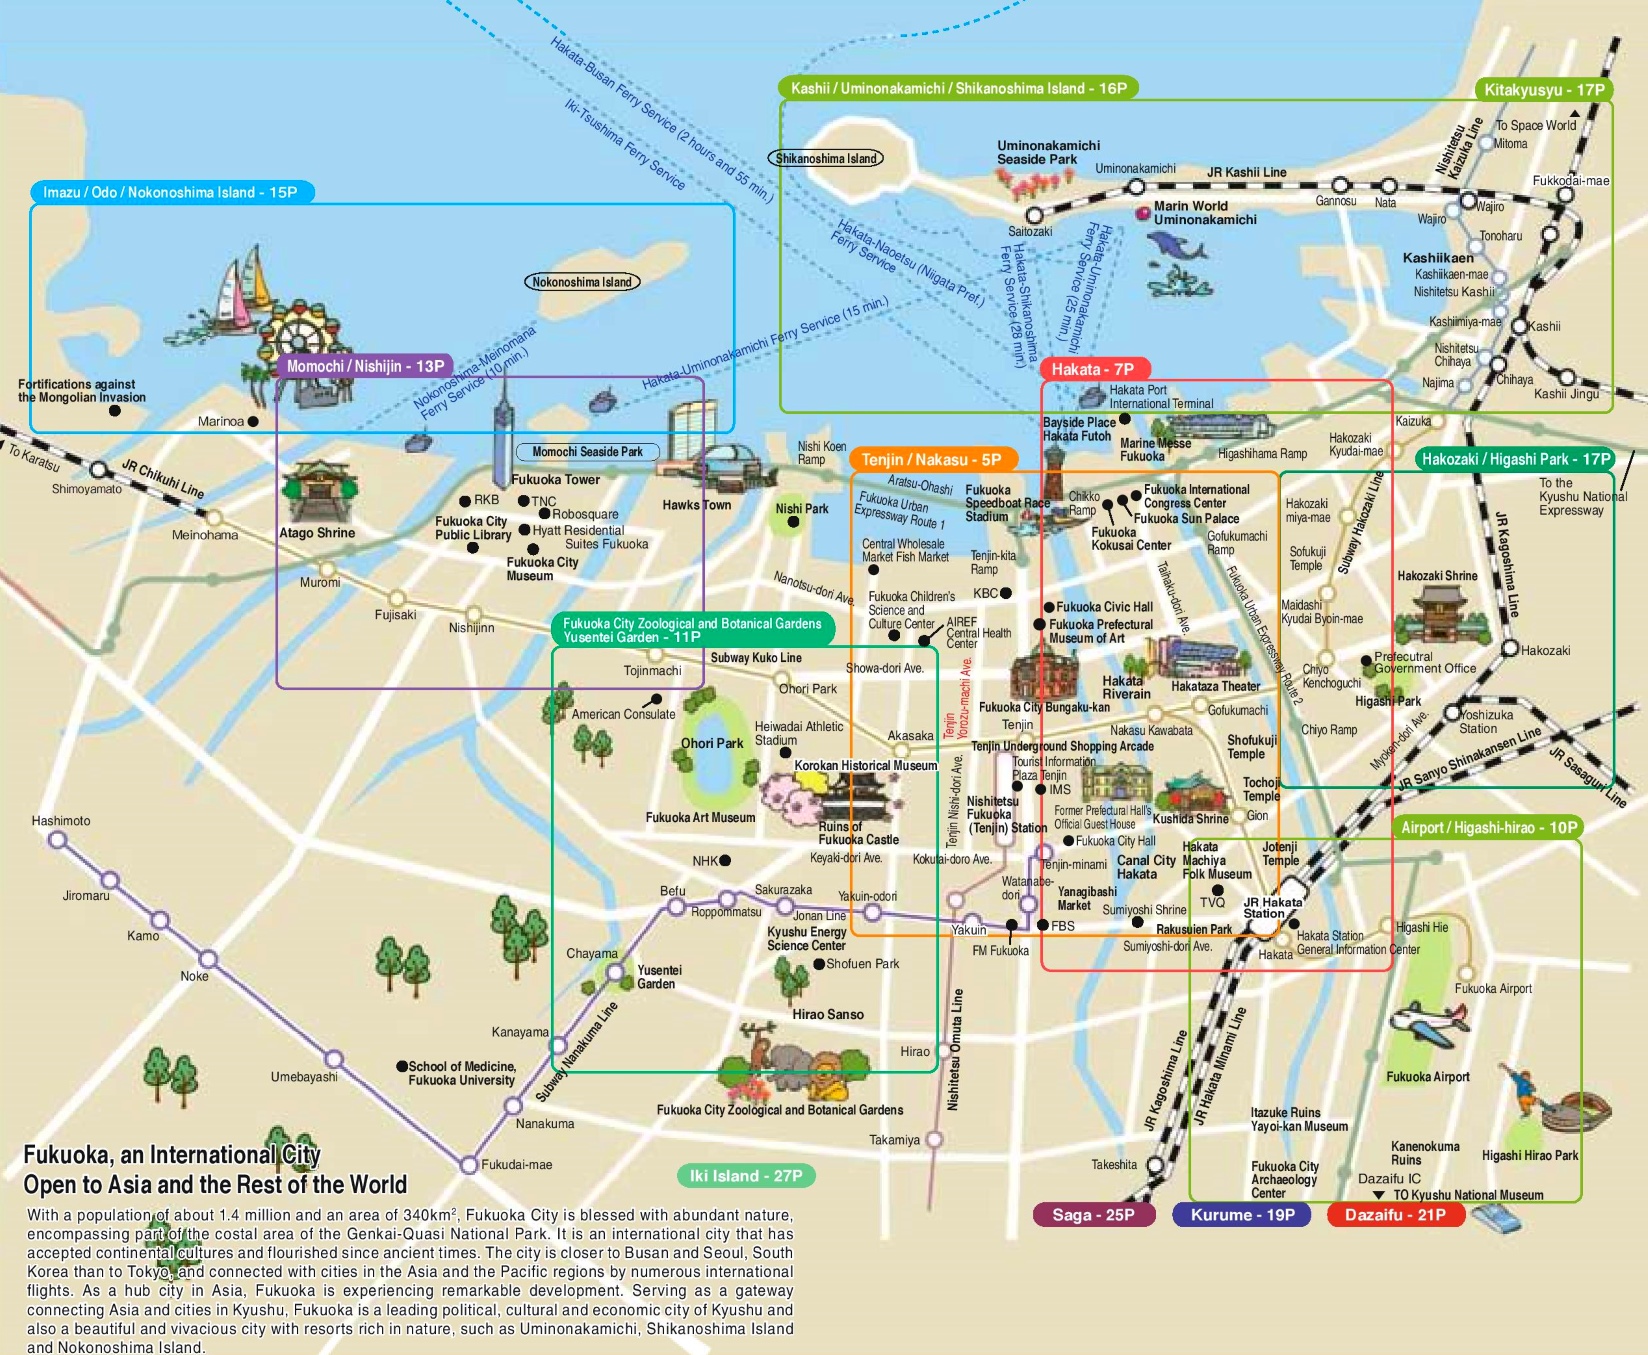 Hakata-Busan Ferry Service (2 hours and 55 min.)
Iki-Tsushima Ferry Service
Kashii / Uminonakamichi / Shikanoshima Island - 16P
Kitakyusyu - 17P
To Space World
Nishitetsu
Kaizuka Line
Mitoma
Shikanoshima Island
Uminonakamichi
Seaside Park
Uminonakamichi
JR Kashii Line
Fukkodai-mae
Gannosu
Nata
Wajiro
Wajiro
Marin World
Uminonakamichi
Saitozaki
Tonoharu
Kashiikaen
Kashiikaen-mae
Nishitetsu Kashii
Kashiimiya-mae
Kashii
Nishitetsu
Chihaya
Chihaya
Najima
Kashii Jingu
Hakata-Naoetsu (Niigata Pref.)
Ferry Service
Hakata-Shikanoshima
Ferry Service (28 min.)
Hakata-Uminonakamichi
Ferry Service (25 min.)
Imazu / Odo / Nokonoshima Island - 15P
Nokonoshima Island
Nokonoshima-Meinomana
Ferry Service (10 min.)
Hakata-Uminonakamichi Ferry Service (15 min.)
Momochi / Nishijin - 13P
Fortifications against
the Mongolian Invasion
Marinoa
To Karatsu
JR Chikuhi Line
Shimoyamato
Meinohama
Momochi Seaside Park
Fukuoka Tower
RKB
TNC
Robosquare
Fukuoka City
Public Library
Hyatt Residential
Suites Fukuoka
Fukuoka City
Museum
Atago Shrine
Hawks Town
Muromi
Fujisaki
Nishijinn
Nishi Koen
Ramp
Nishi Park
Hakata - 7P
Hakata Port
International Terminal
Bayside Place
Hakata Futoh
Marine Messe
Fukuoka
Higashihama Ramp
Kaizuka
Hakozaki
Kyudai-mae
Hakozaki / Higashi Park - 17P
To the
Kyushu National
Expressway
Tenjin / Nakasu - 5P
Aratsu-Ohashi
Fukuoka Urban
Expressway Route 1
Fukuoka
Speedboat Race
Stadium
Chikko
Ramp
Fukuoka International
Congress Center
Fukuoka Sun Palace
Fukuoka
Kokusai Center
Gofukumachi
Ramp
Hakozaki
miya-mae
Subway Hakozaki Line
JR Kagoshima Line
Sofukuji
Temple
Central Wholesale
Market Fish Market
Tenjin-kita
Ramp
Nanotsu-dori Ave.
KBC
Taihaku-dori Ave.
Fukuoka Urban Expressway Route 2
Hakozaki Shrine
Fukuoka Children's
Science and
Culture Center
AIREF
Central Health
Center
Fukuoka Civic Hall
Fukuoka Prefectural
Museum of Art
Maidashi
Kyudai Byoin-mae
Hakozaki
Prefecutral
Government Office
Chiyo
Kenchoguchi
Higashi Park
Fukuoka City Zoological and Botanical Gardens
Yusentei Garden - 11P
Tojinmachi
Subway Kuko Line
Showa-dori Ave.
Ohori Park
Tenjin
Yorozu-machi Ave.
Hakata
Riverain
Hakataza Theater
Fukuoka City Bungaku-kan
Gofukumachi
Nakasu Kawabata
Tenjin
Chiyo Ramp
Yoshizuka
Station
Myoken-dori Ave.
JR Sanyo Shinakansen Line
JR Sasaguri Line
American Consulate
Ohori Park
Heiwadai Athletic
Stadium
Akasaka
Korokan Historical Museum
Tenjin Nishi-dori Ave.
Tenjin Underground Shopping Arcade
Tourist Information
Plaza Tenjin
IMS
Shofukuji
Temple
Tochoji
Temple
Fukuoka Art Museum
Ruins of
Fukuoka Castle
Nishitetsu
Fukuoka
(Tenjin) Station
Former Prefectural Hall's
Official Guest House
Kushida Shrine
Gion
Hashimoto
Fukuoka City Hall
Airport / Higashi-hirao - 10P
NHK
Keyaki-dori Ave.
Kokutai-doro Ave.
Tenjin-minami
Canal City
Hakata
Hakata
Machiya
Folk Museum
Jotenji
Temple
Jiromaru
Befu
Roppommatsu
Sakurazaka
Jonan Line
Yakuin-odori
Watanabe-
dori
Yanagibashi
Market
TVQ
JR Hakata
Station
Sumiyoshi Shrine
Kamo
Kyushu Energy
Science Center
Yakuin
FBS
Rakusuien Park
Sumiyoshi-dori Ave.
Hakata Station
General Information Center
Hakata
Higashi Hie
Noke
Chayama
Yusentei
Garden
Shofuen Park
FM Fukuoka
Fukuoka Airport
Hirao Sanso
Kanayama
Subway Nanakuma Line
Hirao
Nishitetsu Omuta Line
JR Kagoshima Line
JR Hakata Minami Line
Umebayashi
School of Medicine,
Fukuoka University
Fukuoka Airport
Nanakuma
Fukuoka City Zoological and Botanical Gardens
Itazuke Ruins
Yayoi-kan Museum
Takamiya
Kanenokuma
Ruins
Higashi Hirao Park
Fukudai-mae
Iki Island - 27P
Takeshita
Fukuoka City
Archaeology
Center
Dazaifu IC
TO Kyushu National Museum
Saga - 25P
Kurume - 19P
Dazaifu - 21P
Fukuoka, an International City
Open to Asia and the Rest of the World
With a population of about 1.4 million and an area of 340km², Fukuoka City is blessed with abundant nature,
encompassing part of the costal area of the Genkai-Quasi National Park. It is an international city that has
accepted continental cultures and flourished since ancient times. The city is closer to Busan and Seoul, South
Korea than to Tokyo, and connected with cities in the Asia and the Pacific regions by numerous international
flights. As a hub city in Asia, Fukuoka is experiencing remarkable development. Serving as a gateway
connecting Asia and cities in Kyushu, Fukuoka is a leading political, cultural and economic city of Kyushu and
also a beautiful and vivacious city with resorts rich in nature, such as Uminonakamichi, Shikanoshima Island
and Nokonoshima Island.